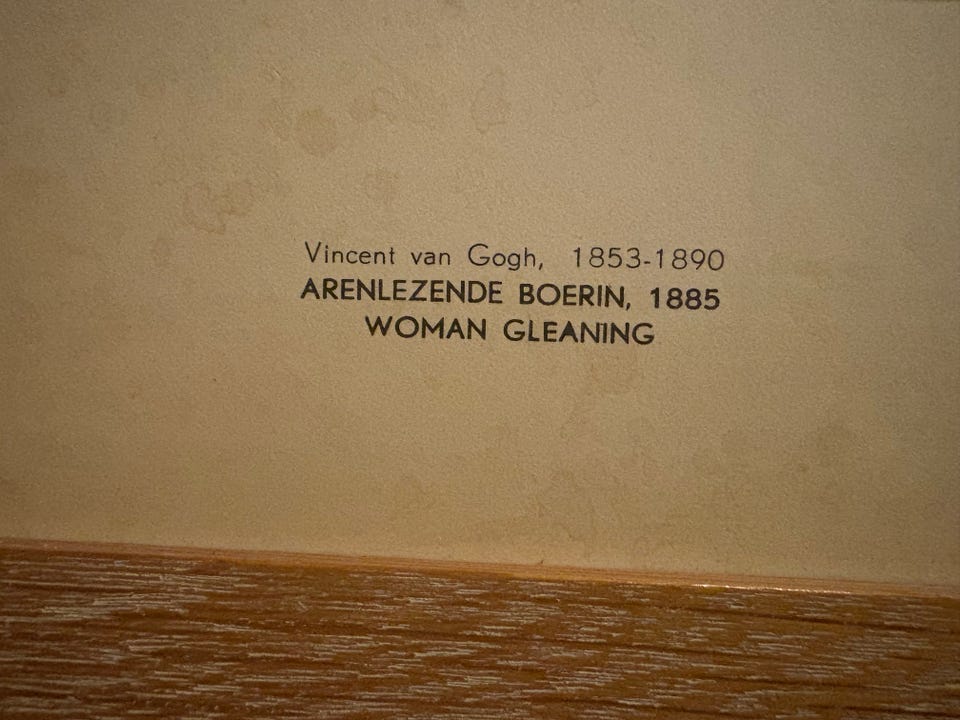 Vincent van Gogh, 1853-1890
ARENLEZENDE BOERIN, 1885
WOMAN GLEANING